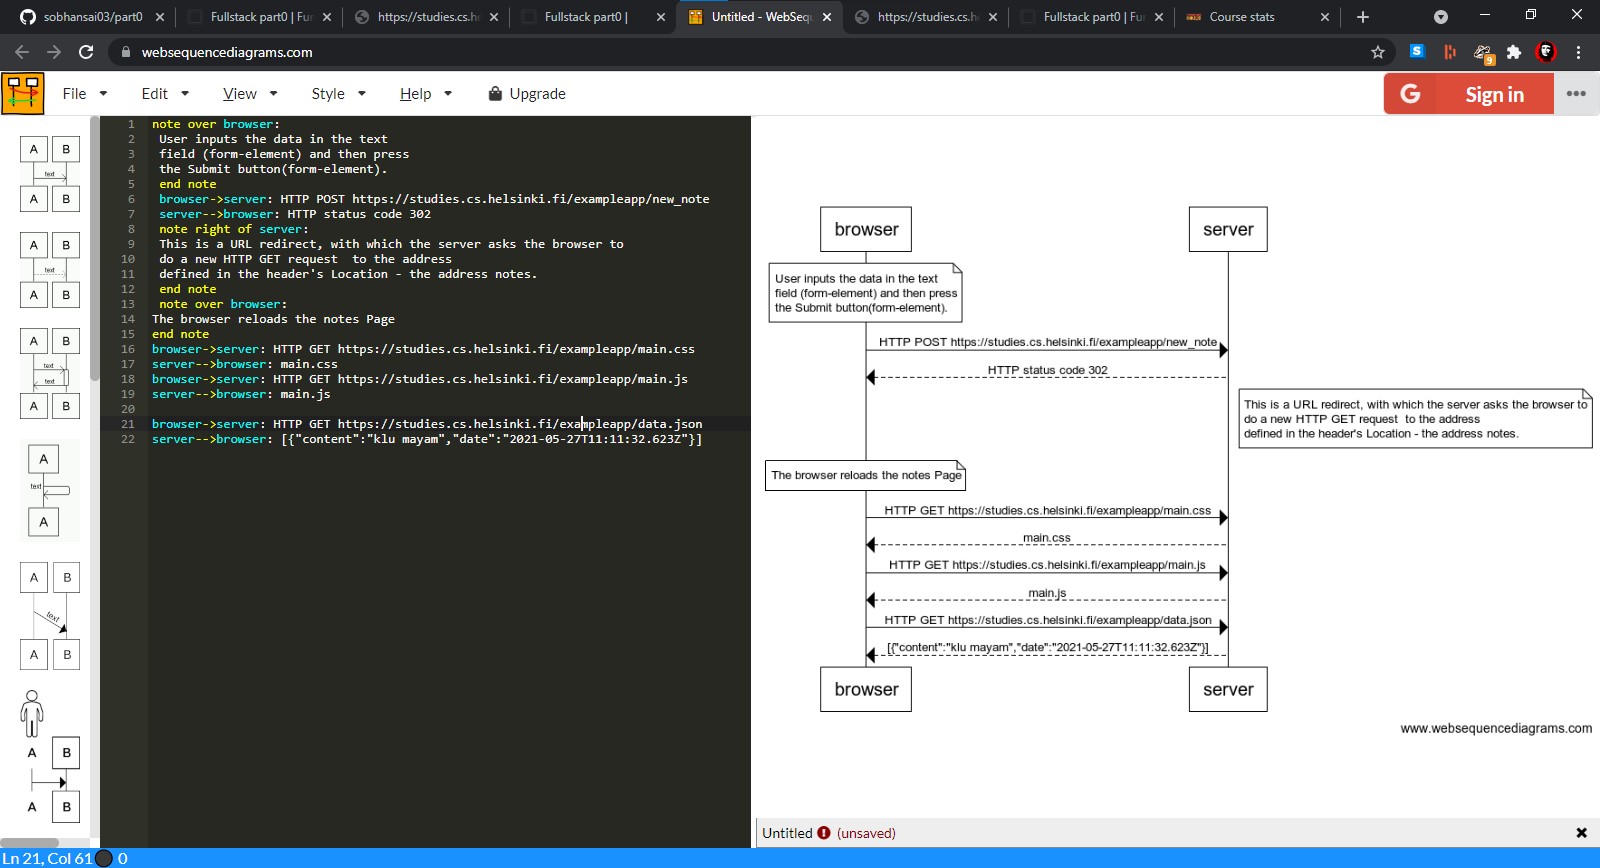 sobhansai03/part0
Fullstack part0 | Fu
https://studies.cs.h
Fullstack part0 |
Untitled - WebSequ
https://studies.cs.h
Fullstack part0 | Fu
Course stats
websequencediagrams.com
9
File
Edit
View
Style
Help
Upgrade
G
Sign in
A B
text
A B
A B
text
A B
A B
text
text
A B
A
text
A
A B
text
A B
A B
A B
1 note over browser:
2 User inputs the data in the text
3 field (form-element) and then press
4 the Submit button(form-element).
5 end note
6 browser->server: HTTP POST https://studies.cs.helsinki.fi/exampleapp/new_note
7 server-->browser: HTTP status code 302
8 note right of server:
9 This is a URL redirect, with which the server asks the browser to
10 do a new HTTP GET request  to the address
11 defined in the header's Location - the address notes.
12 end note
13 note over browser:
14 The browser reloads the notes Page
15 end note
16 browser->server: HTTP GET https://studies.cs.helsinki.fi/exampleapp/main.css
17 server-->browser: main.css
18 browser->server: HTTP GET https://studies.cs.helsinki.fi/exampleapp/main.js
19 server-->browser: main.js
20
21 browser->server: HTTP GET https://studies.cs.helsinki.fi/exampleapp/data.json
22 server-->browser: [{"content":"klu mayam","date":"2021-05-27T11:11:32.623Z"}]
browser
server
User inputs the data in the text
field (form-element) and then press
the Submit button(form-element).
HTTP POST https://studies.cs.helsinki.fi/exampleapp/new_note
HTTP status code 302
This is a URL redirect, with which the server asks the browser to
do a new HTTP GET request  to the address
defined in the header's Location - the address notes.
The browser reloads the notes Page
HTTP GET https://studies.cs.helsinki.fi/exampleapp/main.css
main.css
HTTP GET https://studies.cs.helsinki.fi/exampleapp/main.js
main.js
HTTP GET https://studies.cs.helsinki.fi/exampleapp/data.json
[{"content":"klu mayam","date":"2021-05-27T11:11:32.623Z"}]
browser
server
www.websequencediagrams.com
Untitled (unsaved)
Ln 21, Col 61 0